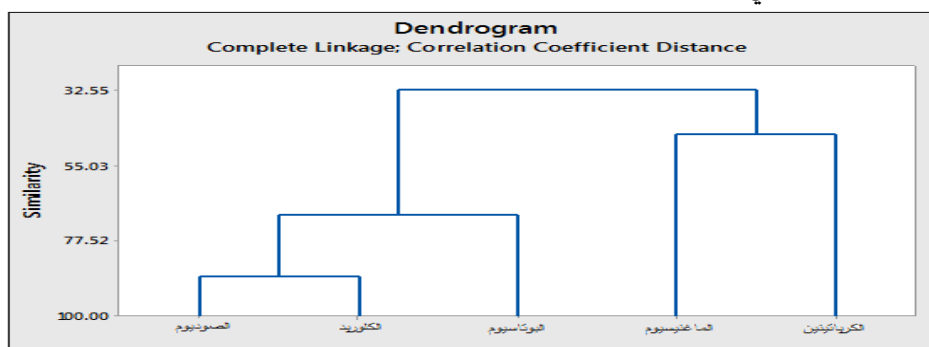 Dendrogram
Complete Linkage; Correlation Coefficient Distance
32.55
55.03
77.52
100.00
Similarity
الصوديوم
الكلوريد
البوتاسيوم
الماغنيسيوم
الكرياتينين